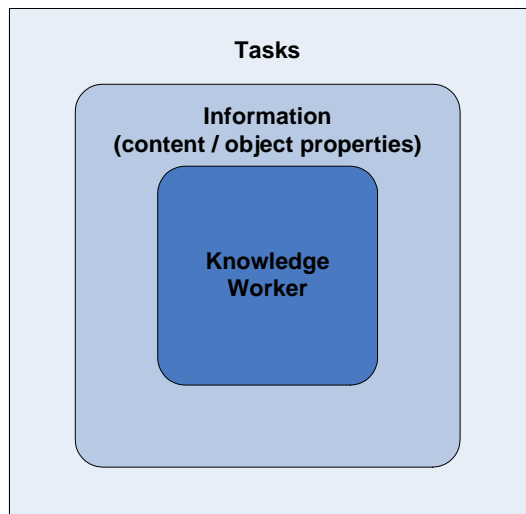 Tasks
Information
(content / object properties)
Knowledge
Worker